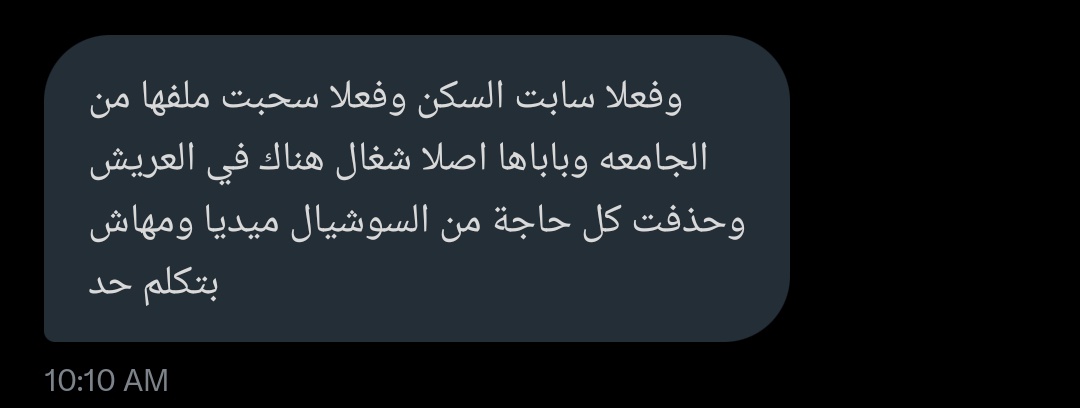 وفعلا سابت السكن وفعلا سحبت ملفها من
الجامعه وباباها اصلا شغال هناك في العريش
وحذفت كل حاجة من السوشيال ميديا ومهاش
بتكلم حد
10:10 AM